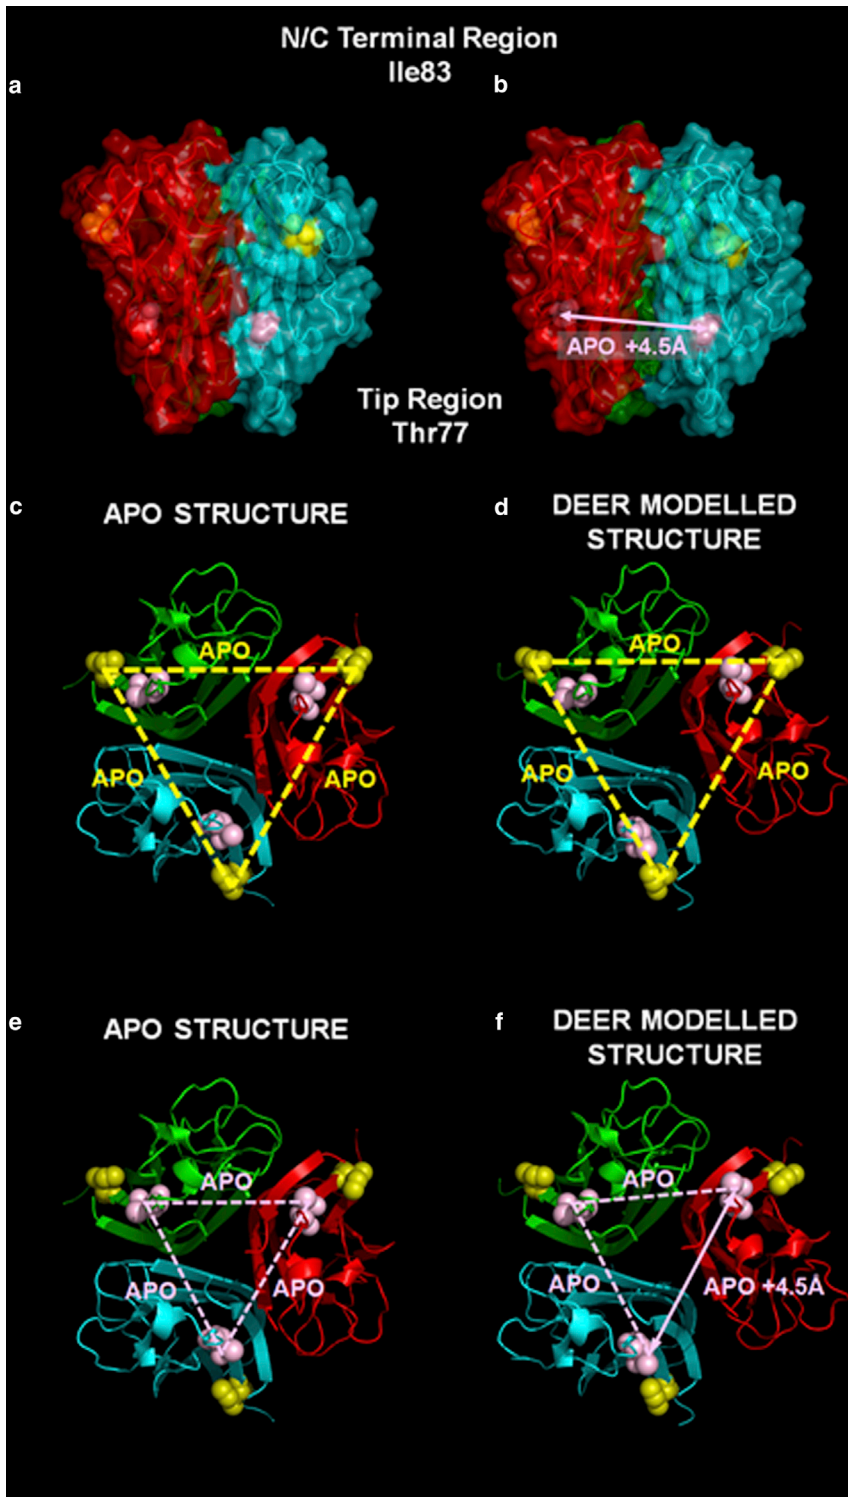 N/C Terminal Region
Ile83
a
b
APO +4.5Å
Tip Region
Thr77
c
APO STRUCTURE
d
DEER MODELLED
STRUCTURE
APO
APO
APO
APO
APO
APO
e
APO STRUCTURE
f
DEER MODELLED
STRUCTURE
APO
APO
APO
APO
APO
APO +4.5Å